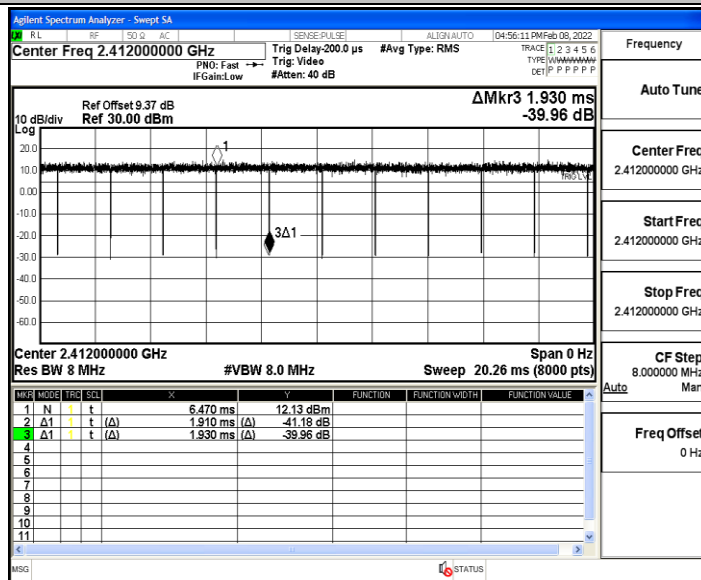 Agilent Spectrum Analyzer - Swept SA
RL RF 50 Ω AC SENSE:PULSE ALIGN AUTO 04:56:11 PM Feb 08, 2022
Center Freq 2.412000000 GHz
PNO: Fast
IFGain:Low
Trig Delay-200.0 µs
Trig: Video
#Atten: 40 dB
#Avg Type: RMS
TRACE 1 2 3 4 5 6
TYPE
DET P P P P P P
Ref Offset 9.37 dB
10 dB/div Ref 30.00 dBm
Log
ΔMkr3 1.930 ms
-39.96 dB
20.0
10.0
0.00
-10.0
-20.0
-30.0
-40.0
-50.0
-60.0
1
3Δ1
TRIG LVL
Center 2.412000000 GHz Span 0 Hz
Res BW 8 MHz #VBW 8.0 MHz Sweep 20.26 ms (8000 pts)
MKR MODE TRC SCL X Y FUNCTION FUNCTION WIDTH FUNCTION VALUE
1 N t 6.470 ms 12.13 dBm
2 Δ1 t (Δ) 1.910 ms (Δ) -41.18 dB
3 Δ1 t (Δ) 1.930 ms (Δ) -39.96 dB
4
5
6
7
8
9
10
11
MSG STATUS
Frequency
Auto Tune
Center Freq
2.412000000 GHz
Start Freq
2.412000000 GHz
Stop Freq
2.412000000 GHz
CF Step
8.000000 MHz
Auto Man
Freq Offset
0 Hz